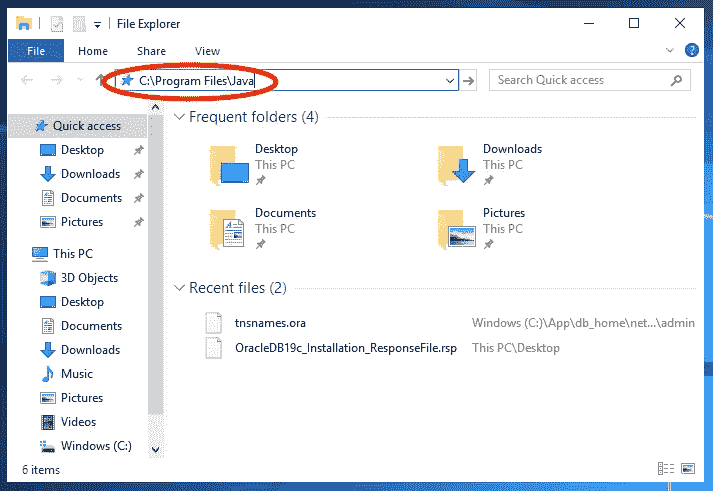 File Explorer
File Home Share View
C:\Program Files\Java
Search Quick access
Quick access
Desktop
Downloads
Documents
Pictures
This PC
3D Objects
Desktop
Documents
Downloads
Music
Pictures
Videos
Windows (C:)
Frequent folders (4)
Desktop
This PC
Downloads
This PC
Documents
This PC
Pictures
This PC
Recent files (2)
tnsnames.ora Windows (C:)\App\db_home\net...\admin
OracleDB19c_Installation_ResponseFile.rsp This PC\Desktop
6 items